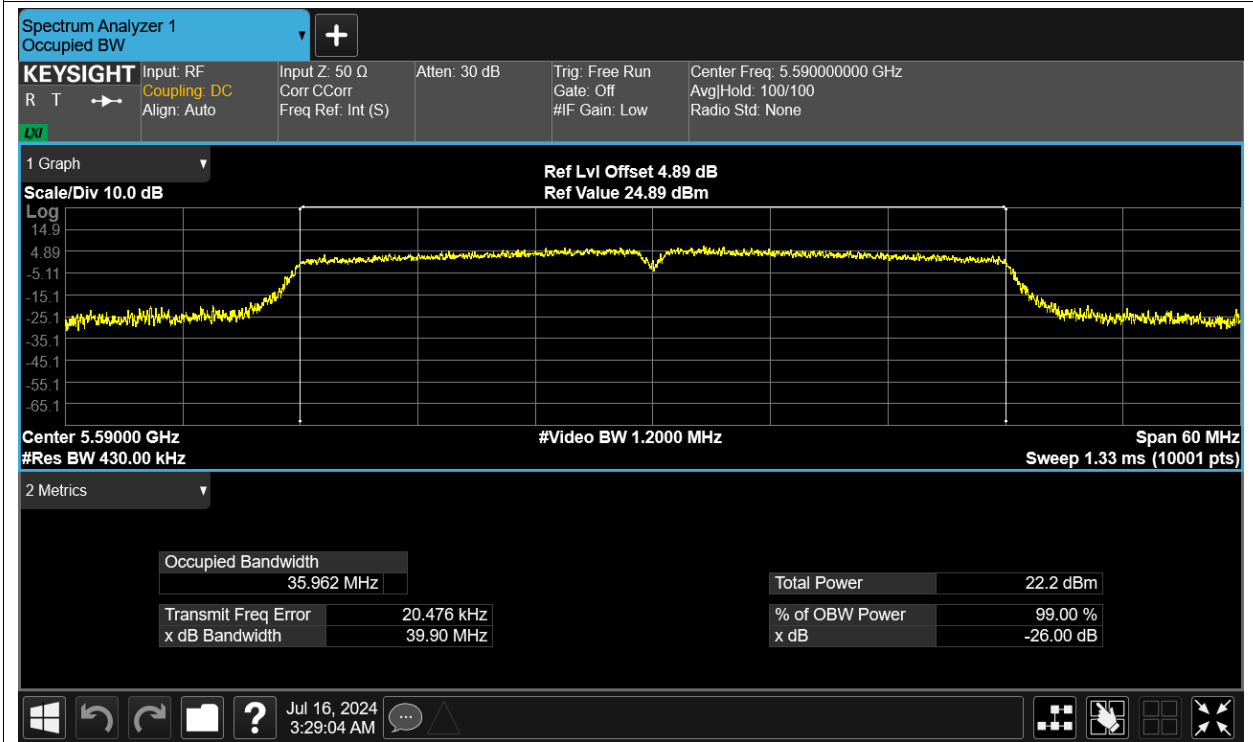 Spectrum Analyzer 1
Occupied BW
KEYSIGHT
R T
LXI
Input: RF
Coupling: DC
Align: Auto
Input Z: 50 Ω
Corr CCorr
Freq Ref: Int (S)
Atten: 30 dB
Trig: Free Run
Gate: Off
#IF Gain: Low
Center Freq: 5.590000000 GHz
Avg|Hold: 100/100
Radio Std: None
1 Graph
Ref Lvl Offset 4.89 dB
Scale/Div 10.0 dB
Ref Value 24.89 dBm
Log
14.9
4.89
-5.11
-15.1
-25.1
-35.1
-45.1
-55.1
-65.1
Center 5.59000 GHz
#Video BW 1.2000 MHz
Span 60 MHz
#Res BW 430.00 kHz
Sweep 1.33 ms (10001 pts)
2 Metrics
Occupied Bandwidth
35.962 MHz
Transmit Freq Error 20.476 kHz
x dB Bandwidth 39.90 MHz
Total Power 22.2 dBm
% of OBW Power 99.00 %
x dB -26.00 dB
?
Jul 16, 2024
3:29:04 AM